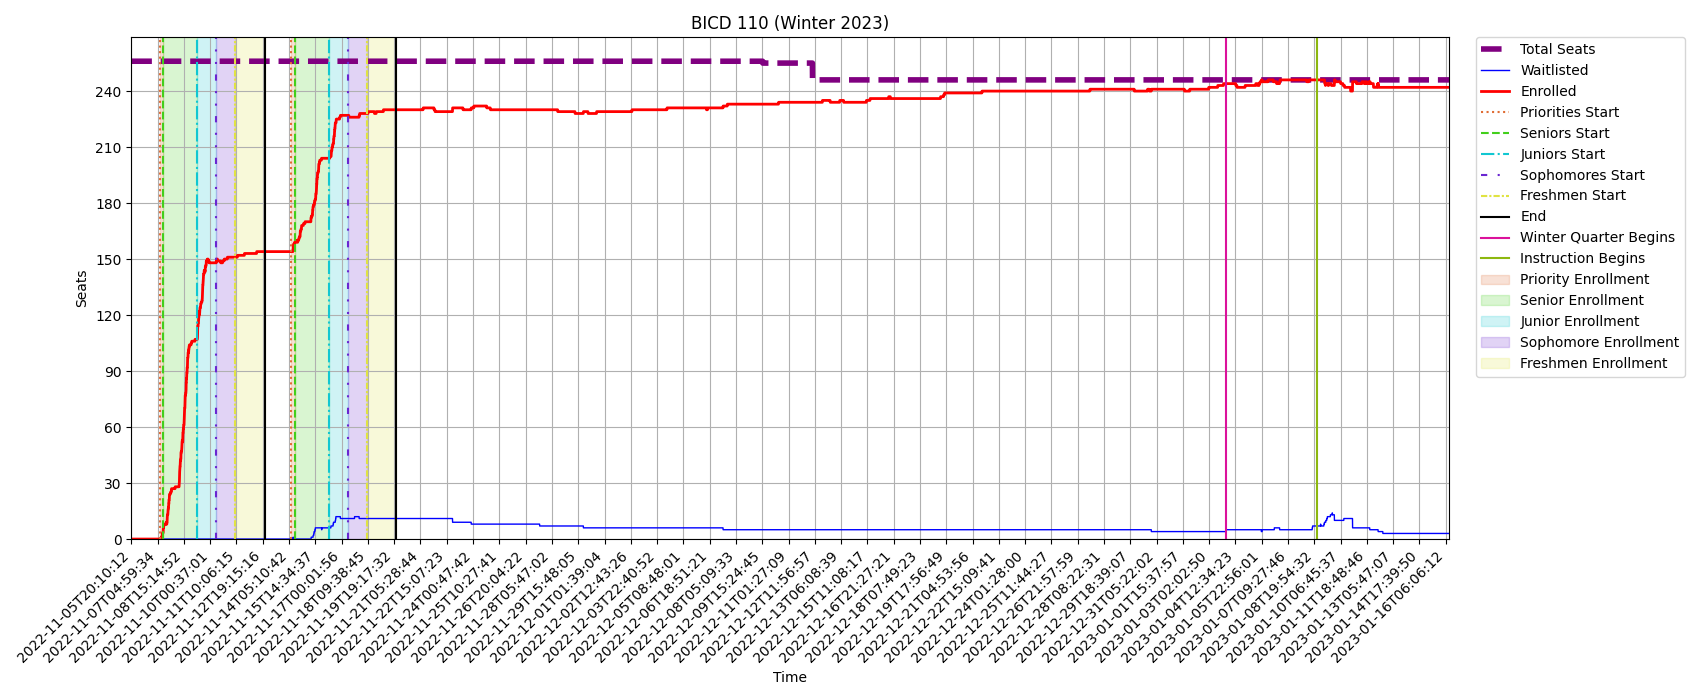 BICD 110 (Winter 2023)
Seats
240
210
180
150
120
90
60
30
0
2022-11-05T20:10:12
2022-11-07T04:59:34
2022-11-08T15:14:52
2022-11-10T00:37:01
2022-11-11T10:06:15
2022-11-12T19:15:16
2022-11-14T05:10:42
2022-11-15T14:34:37
2022-11-17T00:01:56
2022-11-18T09:38:45
2022-11-19T19:17:32
2022-11-21T05:28:44
2022-11-22T15:07:23
2022-11-24T00:47:42
2022-11-25T10:27:41
2022-11-26T20:04:22
2022-11-28T05:47:02
2022-11-29T15:48:05
2022-12-01T01:39:04
2022-12-02T12:43:26
2022-12-03T22:40:52
2022-12-05T08:48:01
2022-12-06T18:51:21
2022-12-08T05:09:33
2022-12-09T15:24:45
2022-12-11T01:27:09
2022-12-12T11:56:57
2022-12-13T16:08:39
2022-12-15T11:08:17
2022-12-16T21:27:21
2022-12-18T07:49:23
2022-12-19T17:56:49
2022-12-21T04:53:56
2022-12-22T15:09:41
2022-12-24T01:28:00
2022-12-25T11:44:27
2022-12-26T21:57:59
2022-12-28T08:22:31
2022-12-29T18:39:07
2022-12-31T05:22:02
2023-01-01T15:37:57
2023-01-03T02:02:50
2023-01-04T12:34:23
2023-01-05T22:56:01
2023-01-07T09:27:46
2023-01-08T19:54:32
2023-01-10T06:45:37
2023-01-11T18:48:46
2023-01-13T05:47:07
2023-01-14T17:39:50
2023-01-16T06:06:12
Time
Total Seats
Waitlisted
Enrolled
Priorities Start
Seniors Start
Juniors Start
Sophomores Start
Freshmen Start
End
Winter Quarter Begins
Instruction Begins
Priority Enrollment
Senior Enrollment
Junior Enrollment
Sophomore Enrollment
Freshmen Enrollment